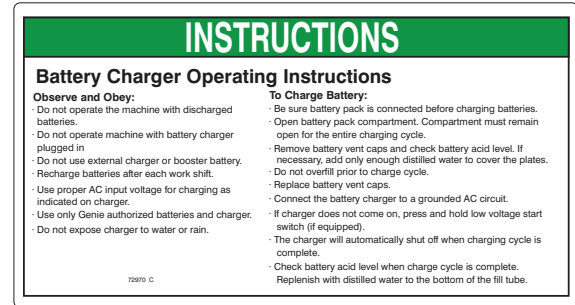 INSTRUCTIONS
Battery Charger Operating Instructions
Observe and Obey:
· Do not operate the machine with discharged
batteries.
· Do not operate machine with battery charger
plugged in
· Do not use external charger or booster battery.
· Recharge batteries after each work shift.
· Use proper AC input voltage for charging as
indicated on charger.
· Use only Genie authorized batteries and charger.
· Do not expose charger to water or rain.
72970 C
To Charge Battery:
· Be sure battery pack is connected before charging batteries.
· Open battery pack compartment. Compartment must remain
open for the entire charging cycle.
· Remove battery vent caps and check battery acid level. If
necessary, add only enough distilled water to cover the plates.
· Do not overfill prior to charge cycle.
· Replace battery vent caps.
· Connect the battery charger to a grounded AC circuit.
· If charger does not come on, press and hold low voltage start
switch (if equipped).
· The charger will automatically shut off when charging cycle is
complete.
· Check battery acid level when charge cycle is complete.
Replenish with distilled water to the bottom of the fill tube.